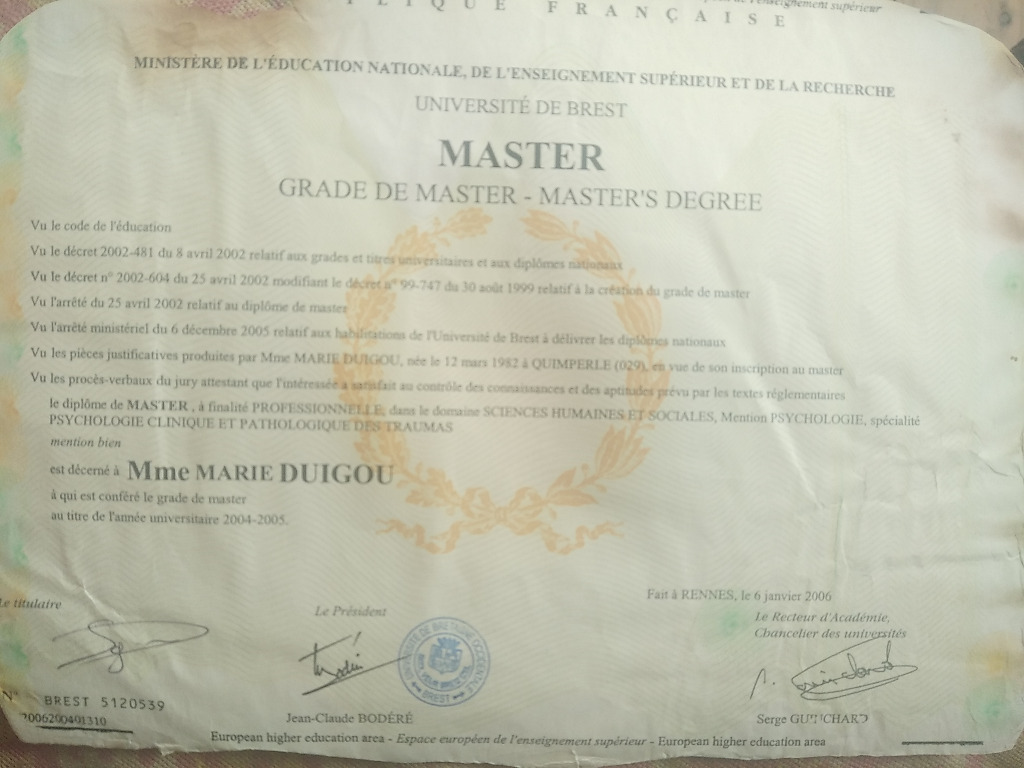 enseignement supérieur
FRANÇAISE
MINISTÈRE DE L'ÉDUCATION NATIONALE, DE L'ENSEIGNEMENT SUPÉRIEUR ET DE LA RECHERCHE
UNIVERSITÉ DE BREST
MASTER
GRADE DE MASTER - MASTER'S DEGREE
Vu le code de l'éducation
Vu le décret 2002-481 du 8 avril 2002 relatif aux grades et titres universitaires et aux diplômes nationaux
Vu le décret n° 2002-604 du 25 avril 2002 modifiant le décret n° 99-747 du 30 août 1999 relatif à la création du grade de master
Vu l'arrêté du 25 avril 2002 relatif au diplôme de master
Vu l'arrêté ministériel du 6 décembre 2005 relatif aux habilitations de l'Université de Brest à délivrer les diplômes nationaux
Vu les pièces justificatives produites par Mme MARIE DUIGOU, née le 12 mars 1982 à QUIMPERLE (029), en vue de son inscription au master
Vu les procès-verbaux du jury attestant que l'intéressée a satisfait au contrôle des connaissances et des aptitudes prévu par les textes réglementaires
le diplôme de MASTER , à finalité PROFESSIONNELLE, dans le domaine SCIENCES HUMAINES ET SOCIALES, Mention PSYCHOLOGIE, spécialité
PSYCHOLOGIE CLINIQUE ET PATHOLOGIQUE DES TRAUMAS
mention bien
est décerné à Mme MARIE DUIGOU
à qui est conféré le grade de master
au titre de l'année universitaire 2004-2005.
Fait à RENNES, le 6 janvier 2006
Le titulaire
Le Président
Le Recteur d'Académie,
Chancelier des universités
DE BRETAGNE OCCIDENTALE
BREST
N°
BREST 5120539
2006200401310
Jean-Claude BODÉRÉ
Serge
European higher education area - Espace européen de l'enseignement supérieur - European higher education area